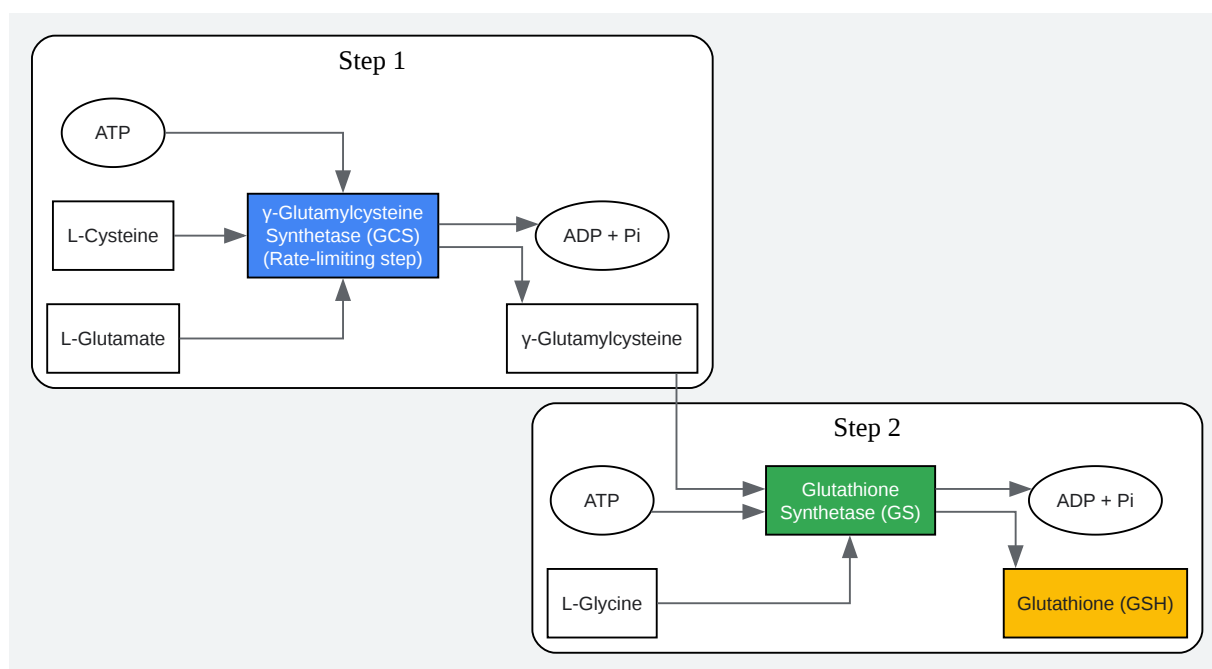 Step 1
ATP
L-Cysteine
γ-Glutamylcysteine
Synthetase (GCS)
(Rate-limiting step)
ADP + Pi
L-Glutamate
γ-Glutamylcysteine
Step 2
ATP
Glutathione
Synthetase (GS)
ADP + Pi
L-Glycine
Glutathione (GSH)